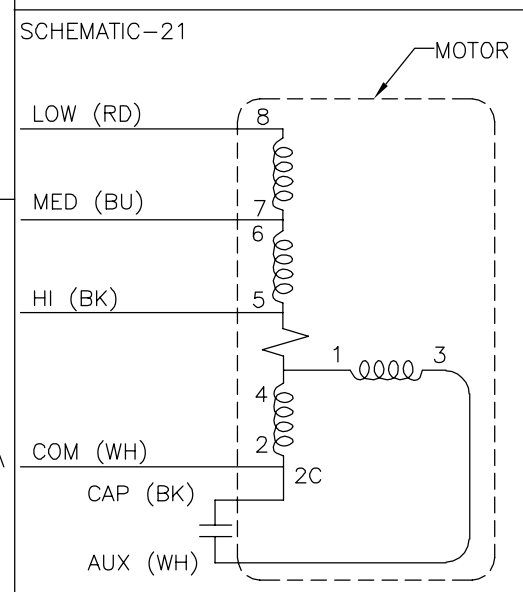 SCHEMATIC-21
MOTOR
LOW (RD)
8
MED (BU)
7
6
HI (BK)
5
1
3
4
2
COM (WH)
2C
CAP (BK)
AUX (WH)